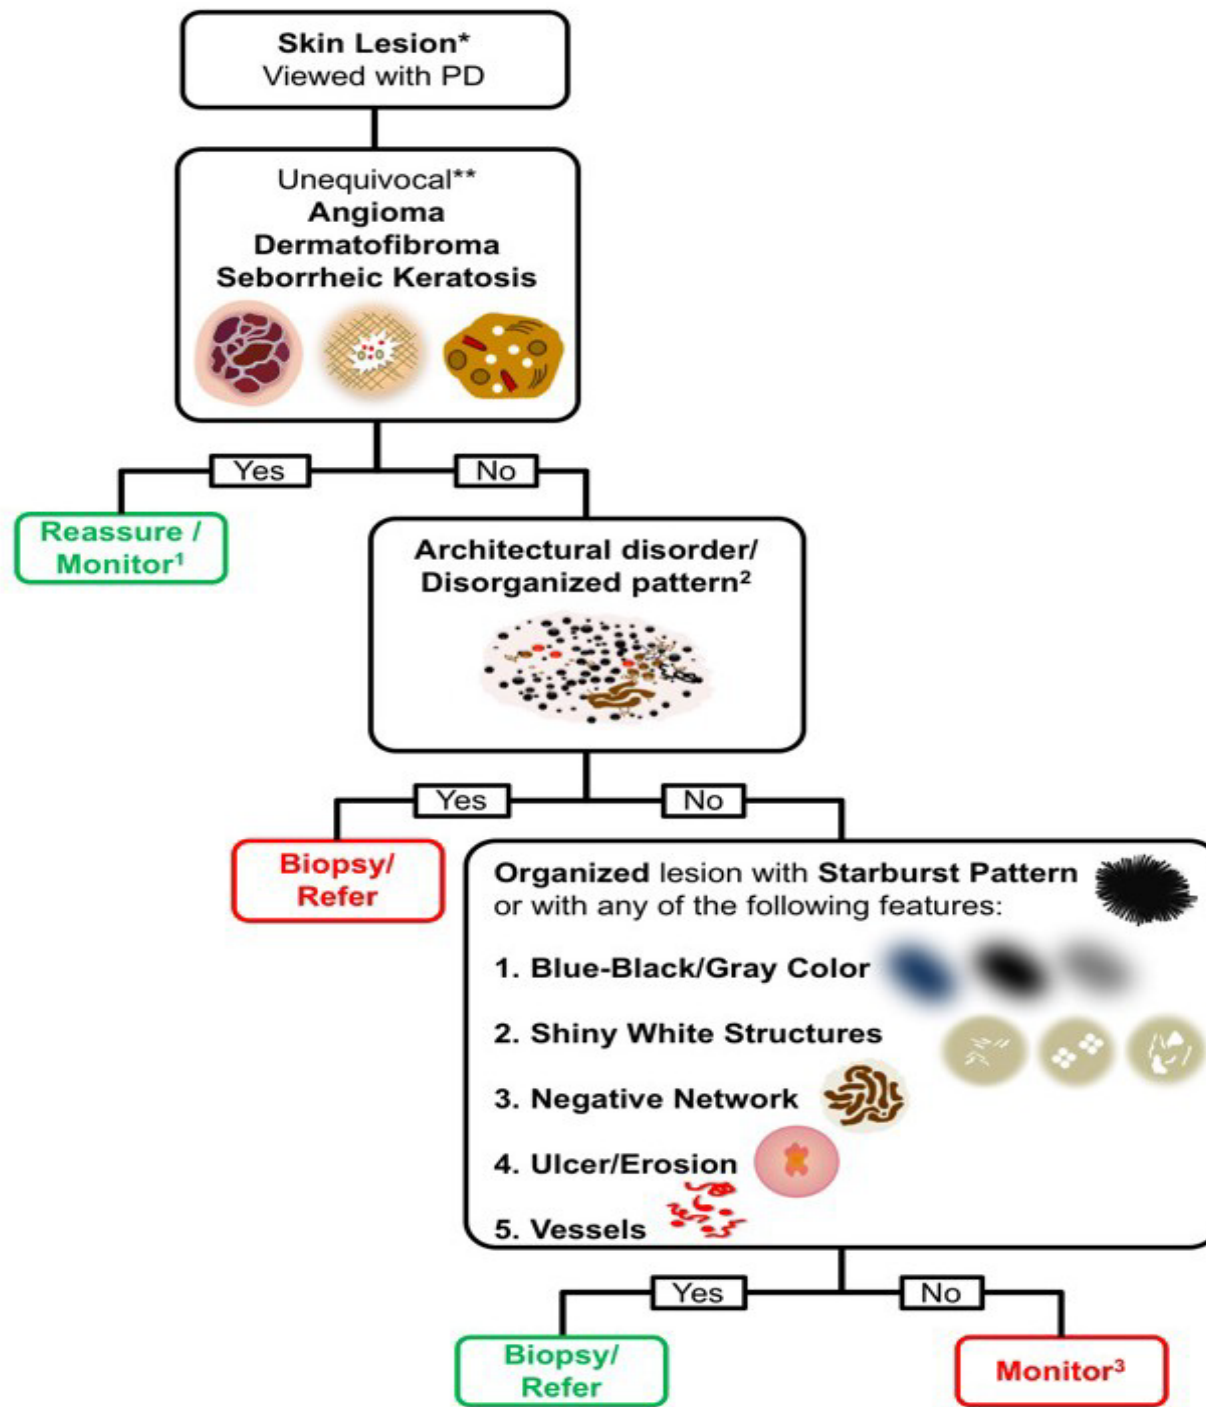 Skin Lesion*
Viewed with PD
Unequivocal**
Angioma
Dermatofibroma
Seborrheic Keratosis
Yes
No
Reassure /
Monitor¹
Architectural disorder/
Disorganized pattern²
Yes
No
Biopsy/
Refer
Organized lesion with Starburst Pattern
or with any of the following features:
1. Blue-Black/Gray Color
2. Shiny White Structures
3. Negative Network
4. Ulcer/Erosion
5. Vessels
Yes
No
Biopsy/
Refer
Monitor³